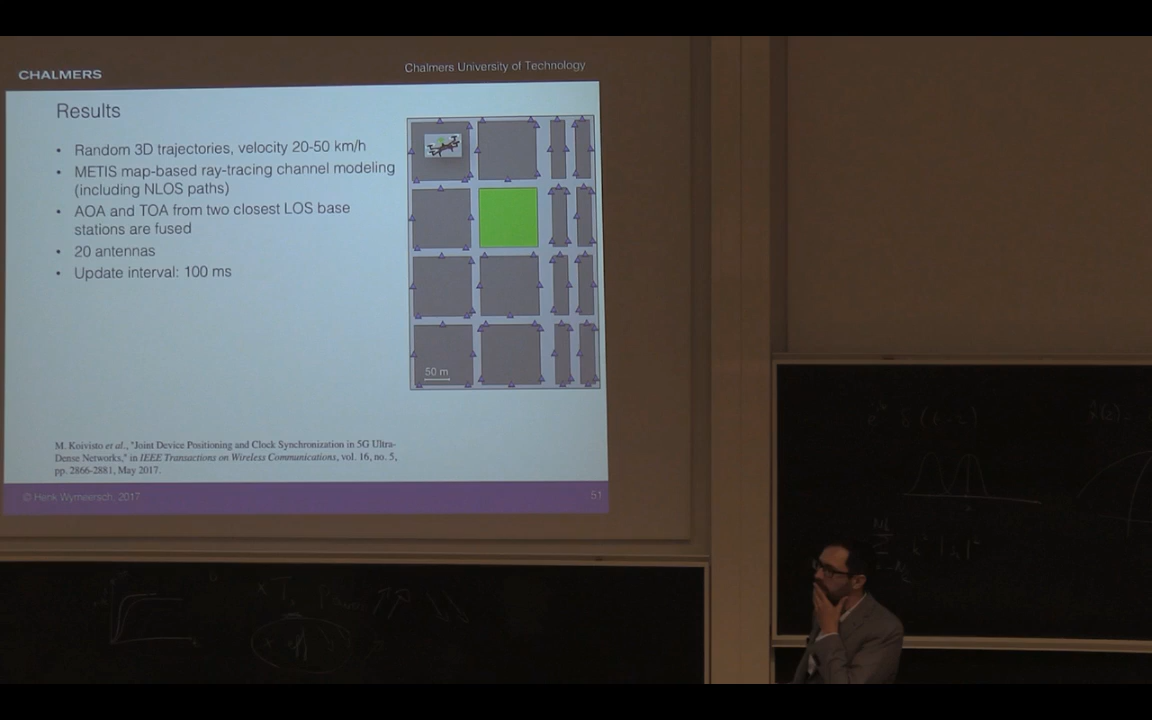 CHALMERS
Chalmers University of Technology
Results
• Random 3D trajectories, velocity 20-50 km/h
• METIS map-based ray-tracing channel modeling
(including NLOS paths)
• AOA and TOA from two closest LOS base
stations are fused
• 20 antennas
• Update interval: 100 ms
50 m
M. Koivisto et al., "Joint Device Positioning and Clock Synchronization in 5G Ultra-
Dense Networks," in IEEE Transactions on Wireless Communications, vol. 16, no. 5,
pp. 2866-2881, May 2017.
© Henk Wymeersch, 2017
51